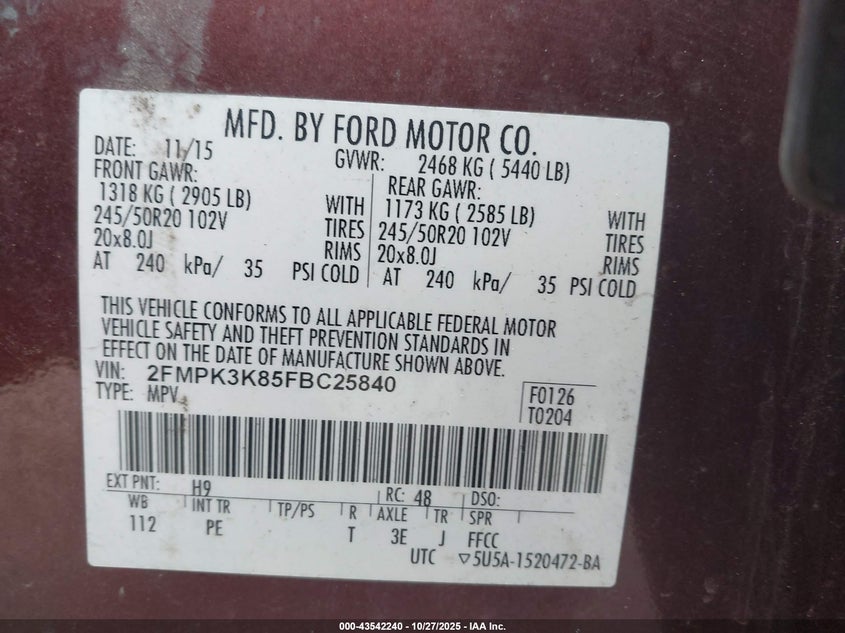 MFD. BY FORD MOTOR CO.
DATE: 11/15 GVWR: 2468 KG ( 5440 LB)
FRONT GAWR: REAR GAWR:
1318 KG ( 2905 LB) WITH 1173 KG ( 2585 LB) WITH
245/50R20 102V TIRES 245/50R20 102V TIRES
20x8.0J RIMS 20x8.0J RIMS
AT 240 kPa/ 35 PSI COLD AT 240 kPa/ 35 PSI COLD
THIS VEHICLE CONFORMS TO ALL APPLICABLE FEDERAL MOTOR
VEHICLE SAFETY AND THEFT PREVENTION STANDARDS IN
EFFECT ON THE DATE OF MANUFACTURE SHOWN ABOVE.
VIN: 2FMPK3K85FBC25840
TYPE: MPV
F0126
T0204
EXT PNT: H9 RC: 48 DSO:
WB INT TR TP/PS R AXLE TR SPR
112 PE T 3E J FFCC
UTC ▽5U5A-1520472-BA
000-43542240 - 10/27/2025 - IAA Inc.